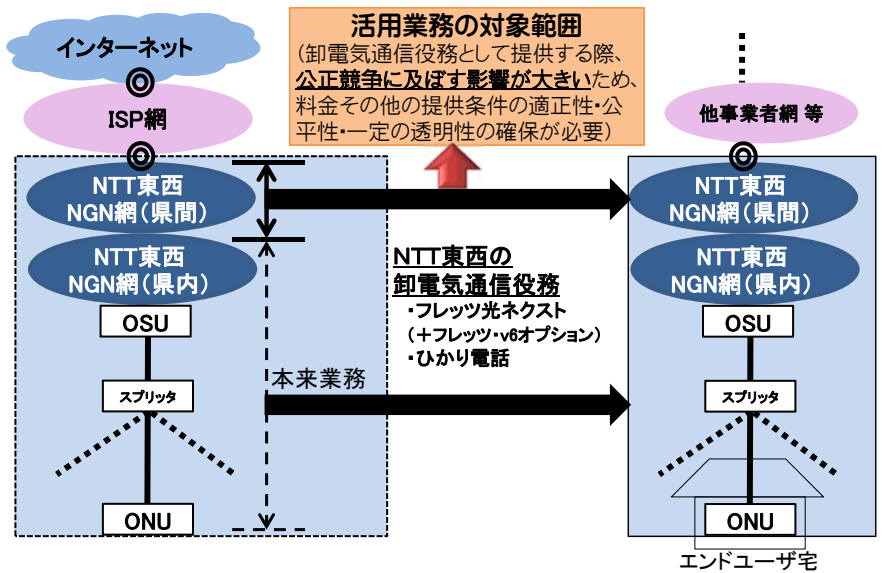 インターネット
ISP網
活用業務の対象範囲
(卸電気通信役務として提供する際、
公正競争に及ぼす影響が大きいため、
料金その他の提供条件の適正性・公
平性・一定の透明性の確保が必要)
他事業者網 等
NTT東西
NGN網(県間)
NTT東西
NGN網(県内)
OSU
スプリッタ
ONU
本来業務
NTT東西の
卸電気通信役務
・フレッツ光ネクスト
(+フレッツ・v6オプション)
・ひかり電話
NTT東西
NGN網(県間)
NTT東西
NGN網(県内)
OSU
スプリッタ
ONU
エンドユーザ宅